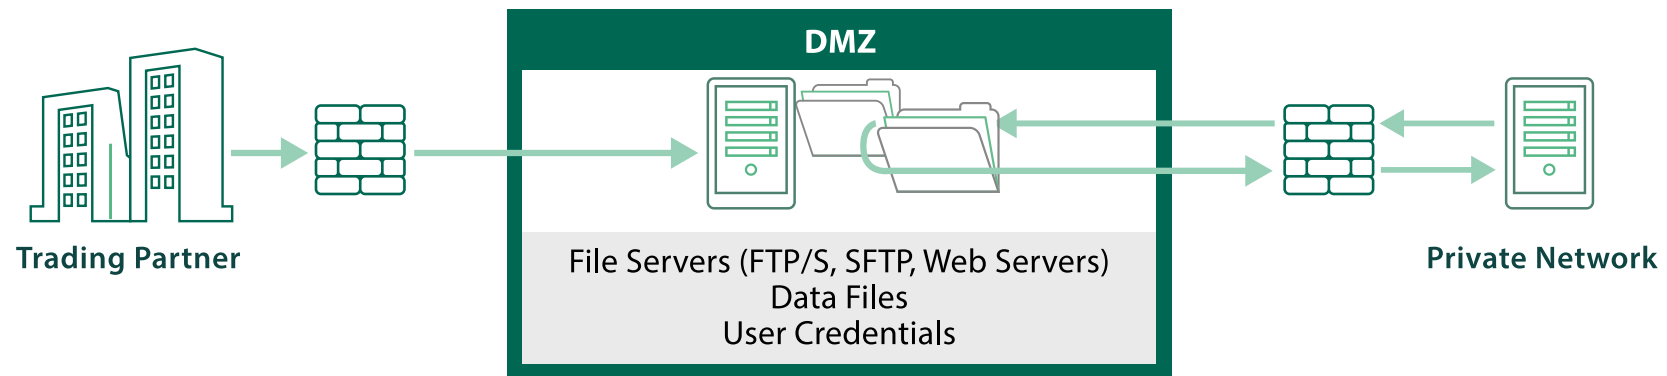 DMZ
Trading Partner
File Servers (FTP/S, SFTP, Web Servers)
Data Files
User Credentials
Private Network